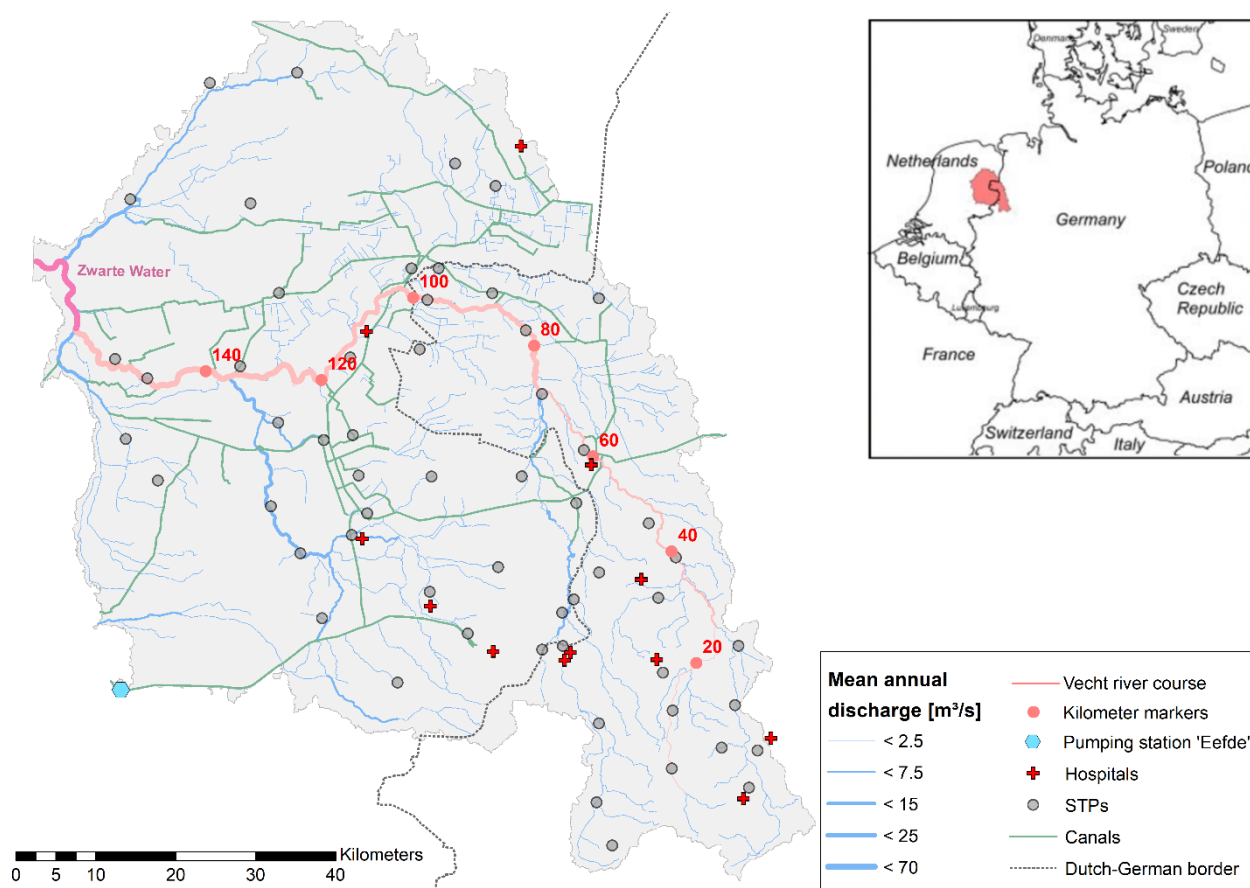 Zwarte Water
100
80
120
140
60
40
20
0
10
20
30
40
Kilometers
Denmark
Sweden
Netherlands
Poland
Germany
Belgium
Luxembourg
Czech
Republic
France
Austria
Switzerland
Italy
Mean annual
discharge [m³/s]
< 2.5
< 7.5
< 15
< 25
< 70
Vecht river course
Kilometer markers
Pumping station 'Eefde'
Hospitals
STPs
Canals
Dutch-German border